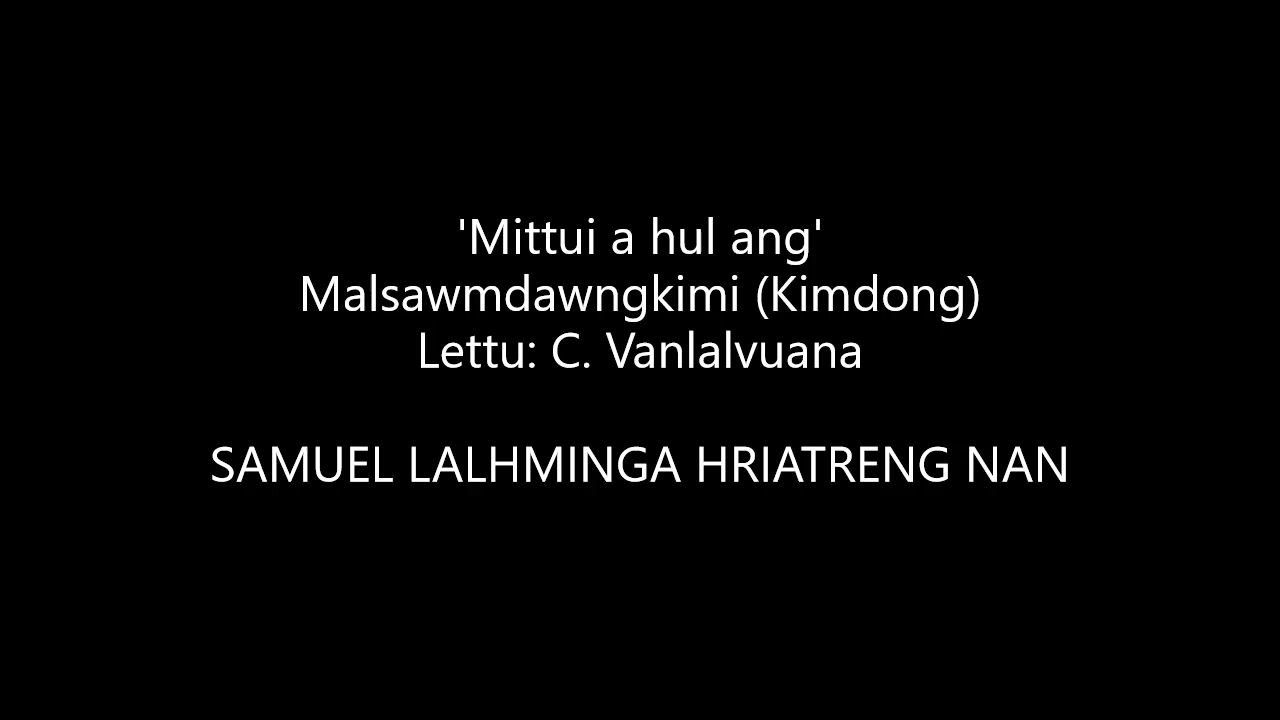 'Mittui a hul ang'
Malsawmdawngkimi (Kimdong)
Lettu: C. Vanlalvuana
SAMUEL LALHMINGA HRIATRENG NAN